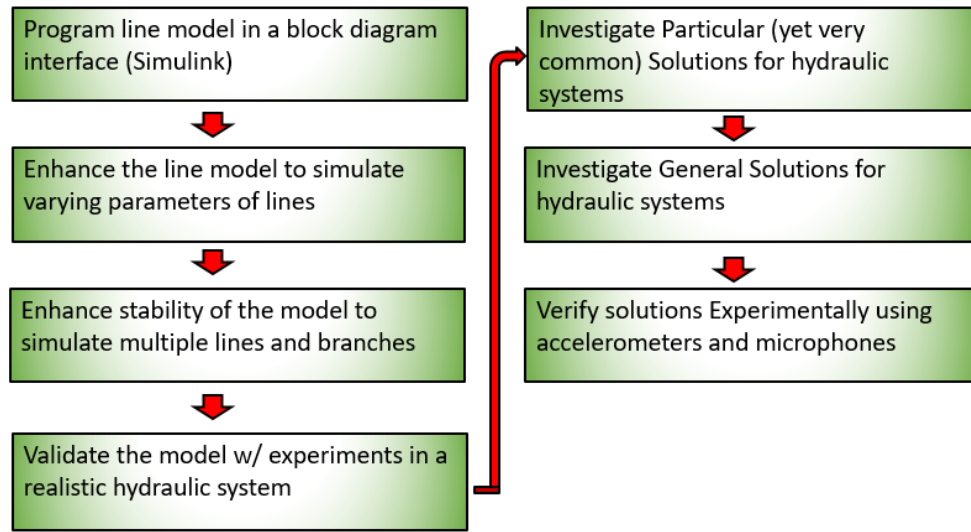 Program line model in a block diagram
interface (Simulink)
Enhance the line model to simulate
varying parameters of lines
Enhance stability of the model to
simulate multiple lines and branches
Validate the model w/ experiments in a
realistic hydraulic system
Investigate Particular (yet very
common) Solutions for hydraulic
systems
Investigate General Solutions for
hydraulic systems
Verify solutions Experimentally using
accelerometers and microphones